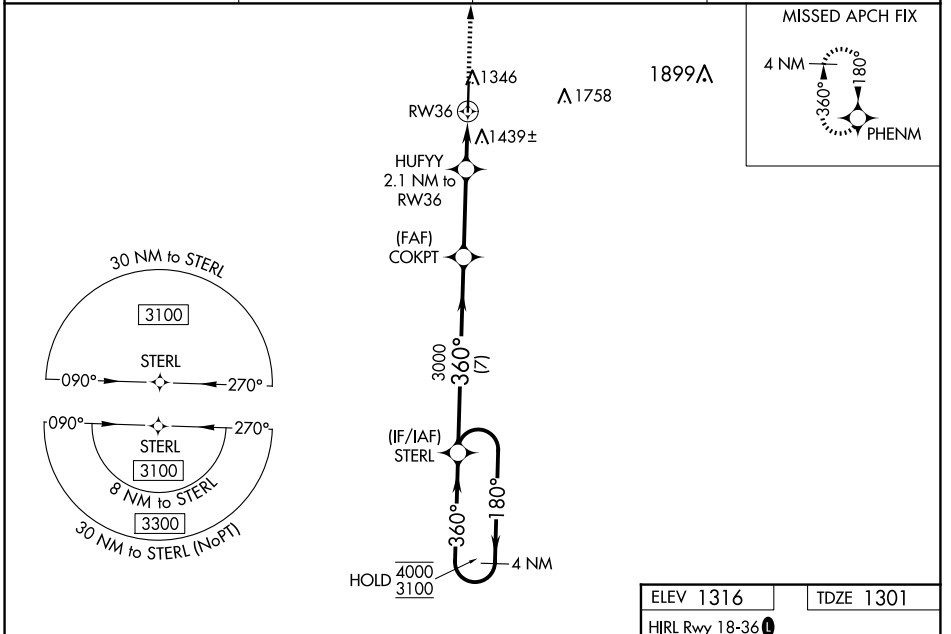 MISSED APCH FIX
4 NM
360°
180°
PHENM
1346
1758
1899
RW36
1439±
HUFYY
2.1 NM to
RW36
(FAF)
COKPT
3000
360°
(7)
(IF/IAF)
STERL
360°
180°
HOLD 4000
3100
4 NM
30 NM to STERL
3100
STERL
090°
270°
090°
270°
STERL
3100
8 NM to STERL
3300
30 NM to STERL (NoPT)
ELEV 1316
TDZE 1301
HIRL Rwy 18-36 L